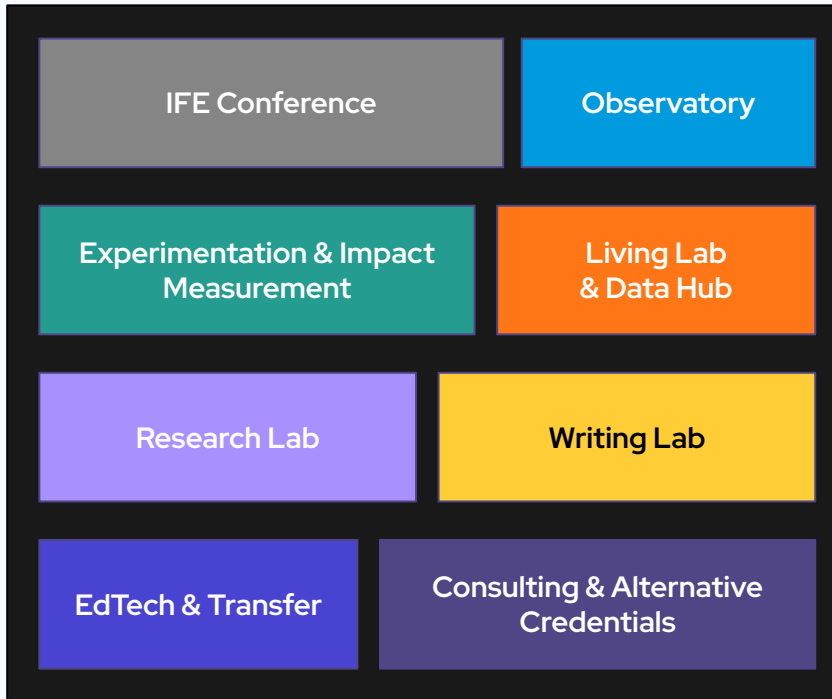 IFE Conference
Observatory
Experimentation & Impact
Measurement
Living Lab
& Data Hub
Research Lab
Writing Lab
EdTech & Transfer
Consulting & Alternative
Credentials